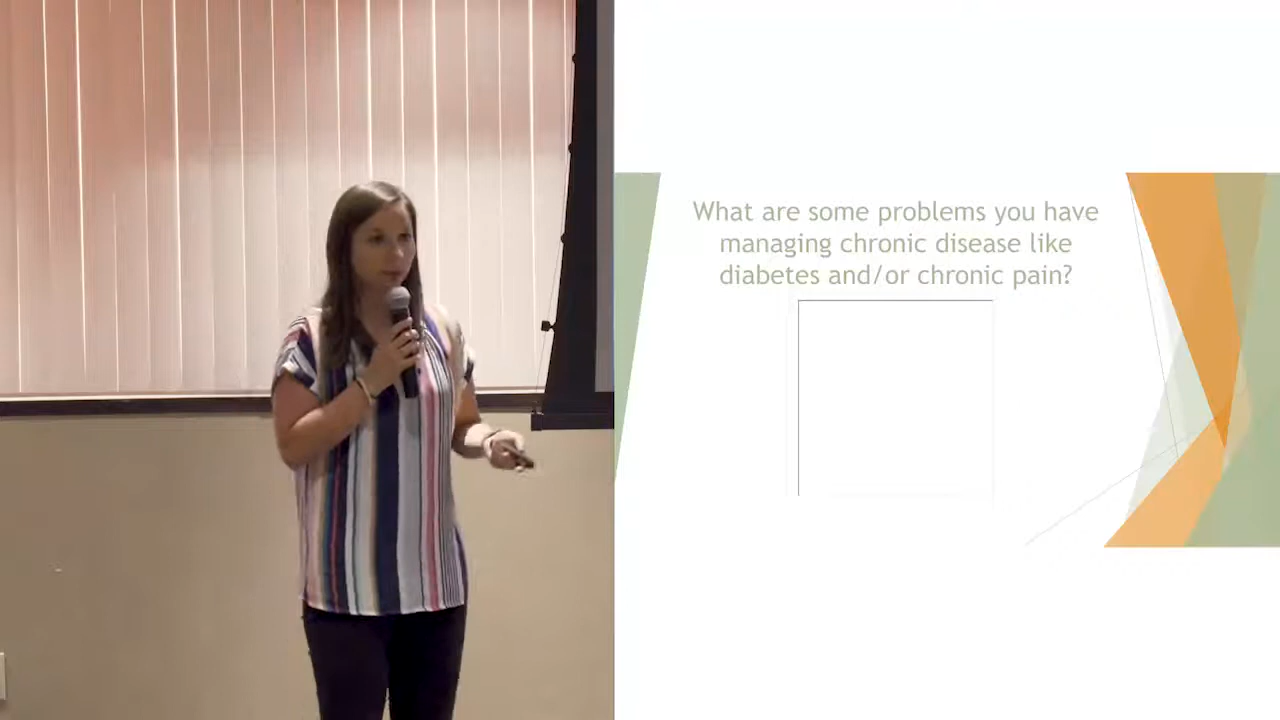 What are some problems you have
managing chronic disease like
diabetes and/or chronic pain?